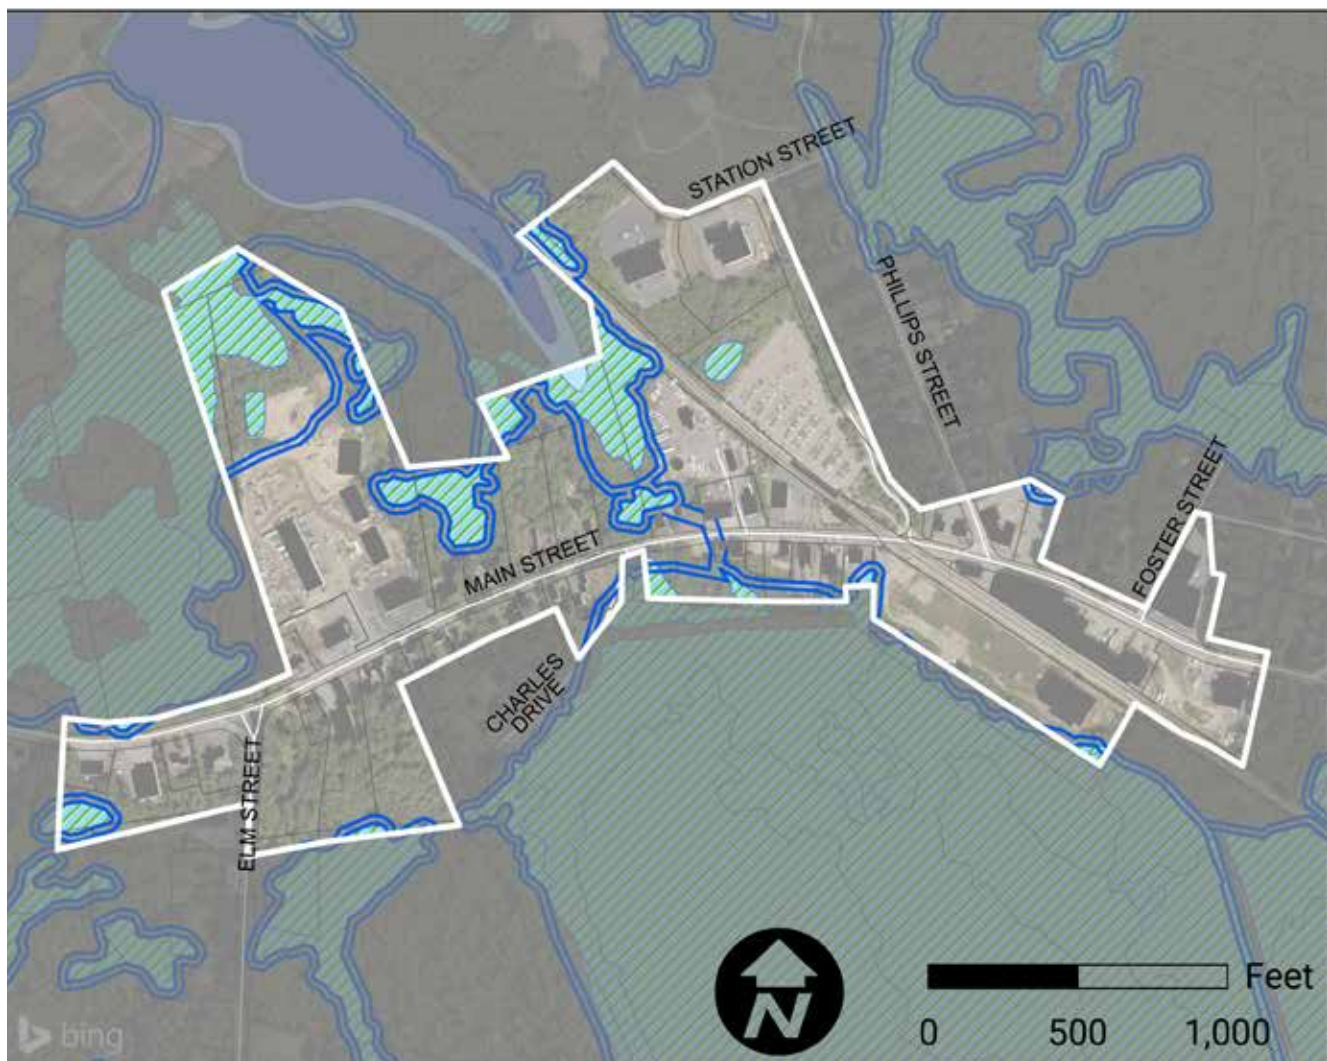 STATION STREET
PHILLIPS STREET
FOSTER STREET
MAIN STREET
CHARLES
DRIVE
ELM STREET
N
Feet
0 500 1,000
bing